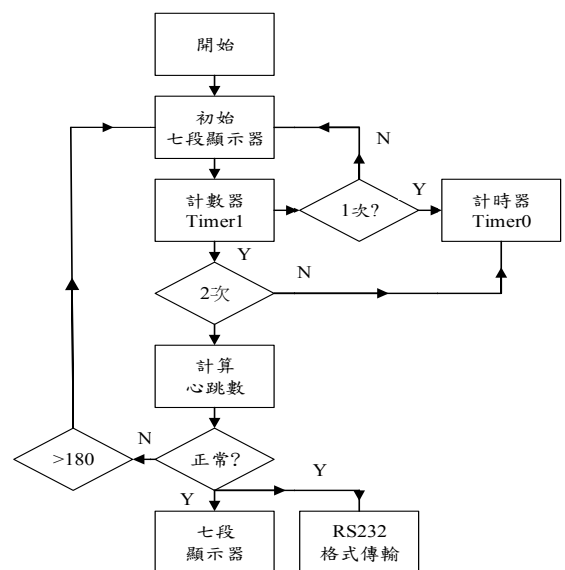 開始
初始
七段顯示器
N
計數器
Timer1
1次?
Y
計時器
Timer0
Y
N
2次
計算
心跳數
N
>180
正常?
Y
Y
七段
顯示器
RS232
格式傳輸